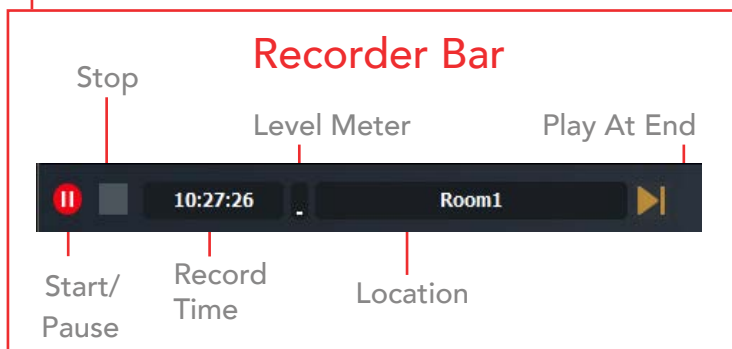 Recorder Bar
Stop
Level Meter
Play At End
10:27:26
Room1
Start/
Pause
Record
Time
Location